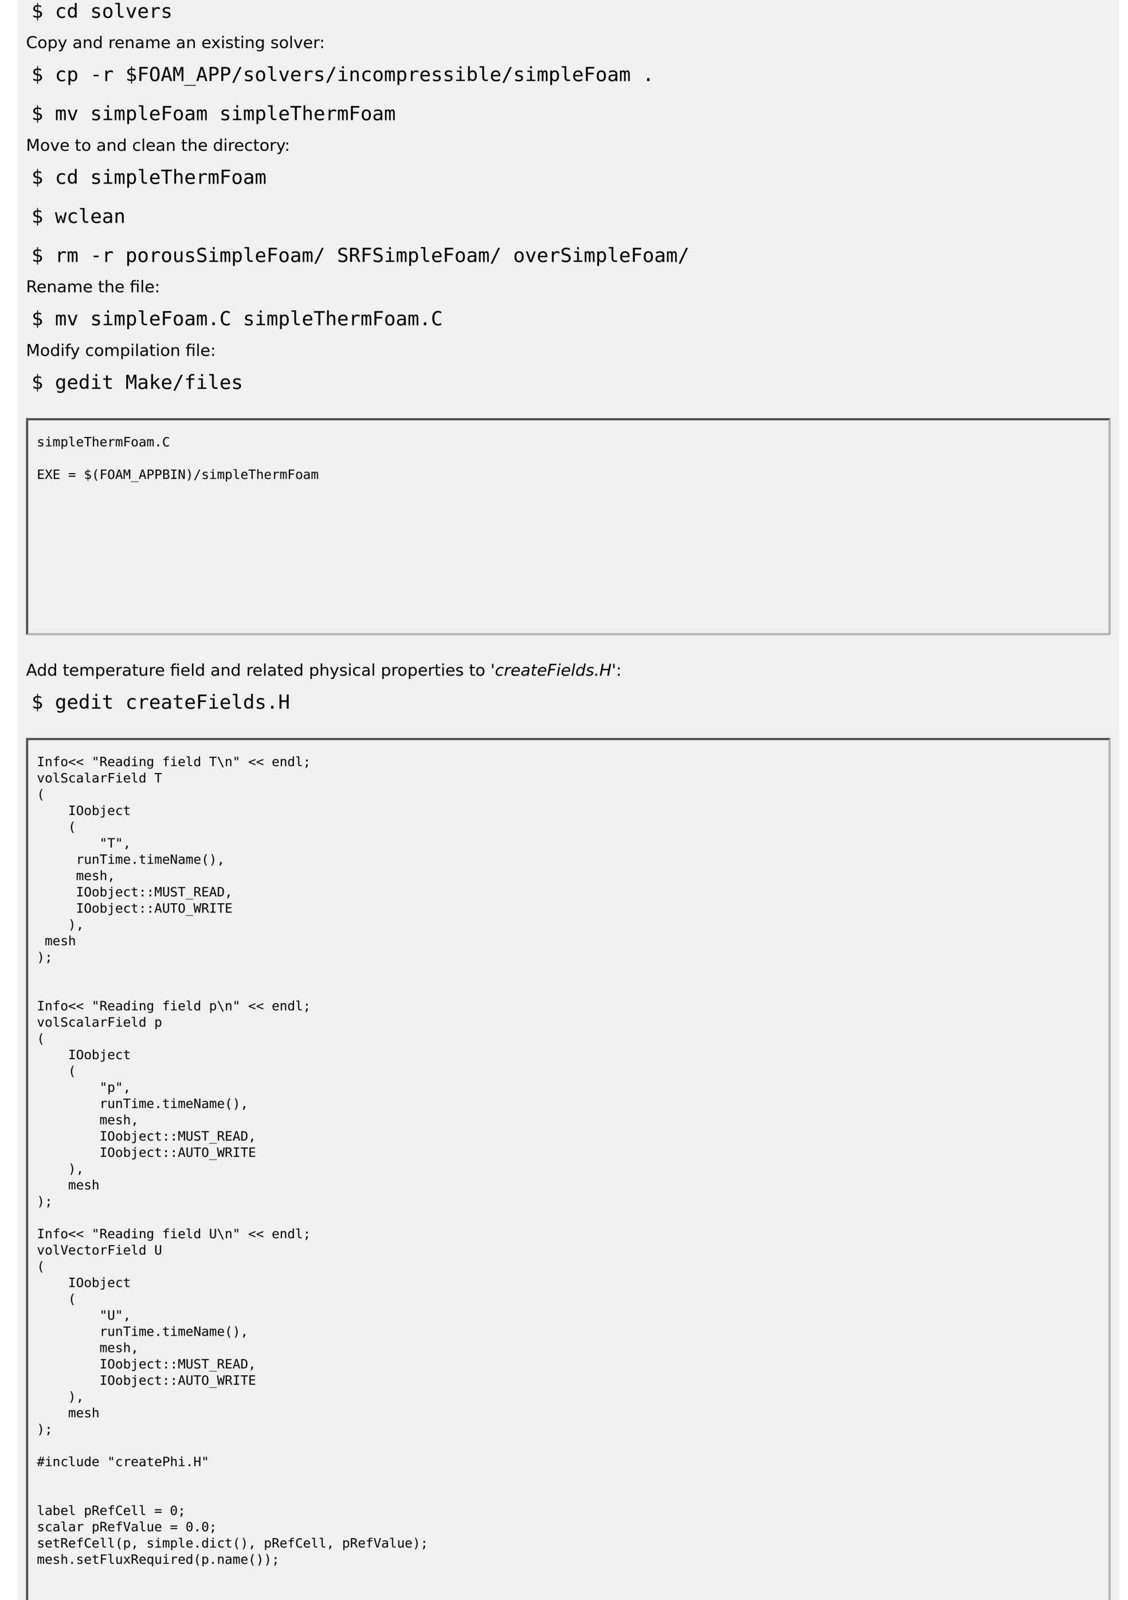 $ cd solvers
Copy and rename an existing solver:
$ cp -r $FOAM_APP/solvers/incompressible/simpleFoam .
$ mv simpleFoam simpleThermFoam
Move to and clean the directory:
$ cd simpleThermFoam
$ wclean
$ rm -r porousSimpleFoam/ SRFSimpleFoam/ overSimpleFoam/
Rename the file:
$ mv simpleFoam.C simpleThermFoam.C
Modify compilation file:
$ gedit Make/files
simpleThermFoam.C
EXE = $(FOAM_APPBIN)/simpleThermFoam
Add temperature field and related physical properties to 'createFields.H':
$ gedit createFields.H
Info<< "Reading field T\n" << endl;
volScalarField T
(
    IOobject
    (
        "T",
     runTime.timeName(),
     mesh,
     IOobject::MUST_READ,
     IOobject::AUTO_WRITE
    ),
 mesh
);
Info<< "Reading field p\n" << endl;
volScalarField p
(
    IOobject
    (
        "p",
        runTime.timeName(),
        mesh,
        IOobject::MUST_READ,
        IOobject::AUTO_WRITE
    ),
    mesh
);
Info<< "Reading field U\n" << endl;
volVectorField U
(
    IOobject
    (
        "U",
        runTime.timeName(),
        mesh,
        IOobject::MUST_READ,
        IOobject::AUTO_WRITE
    ),
    mesh
);
#include "createPhi.H"
label pRefCell = 0;
scalar pRefValue = 0.0;
setRefCell(p, simple.dict(), pRefCell, pRefValue);
mesh.setFluxRequired(p.name());